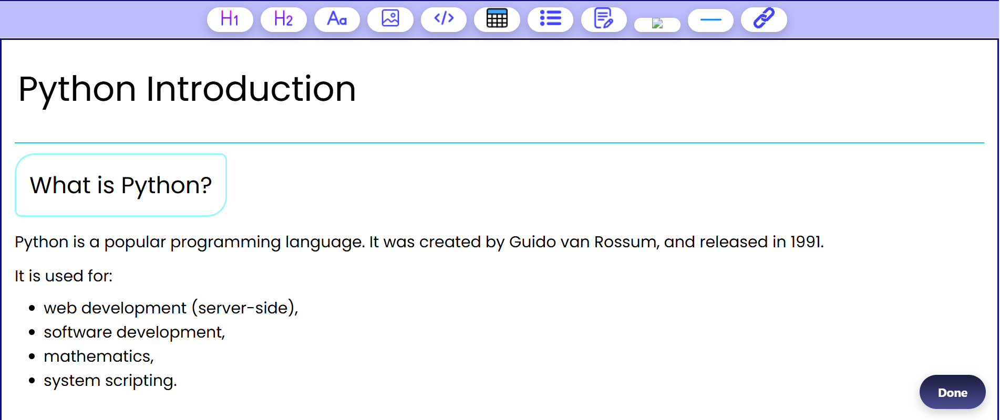 H1 H2 Aa </>
Python Introduction
What is Python?
Python is a popular programming language. It was created by Guido van Rossum, and released in 1991.
It is used for:
• web development (server-side),
• software development,
• mathematics,
• system scripting.
Done